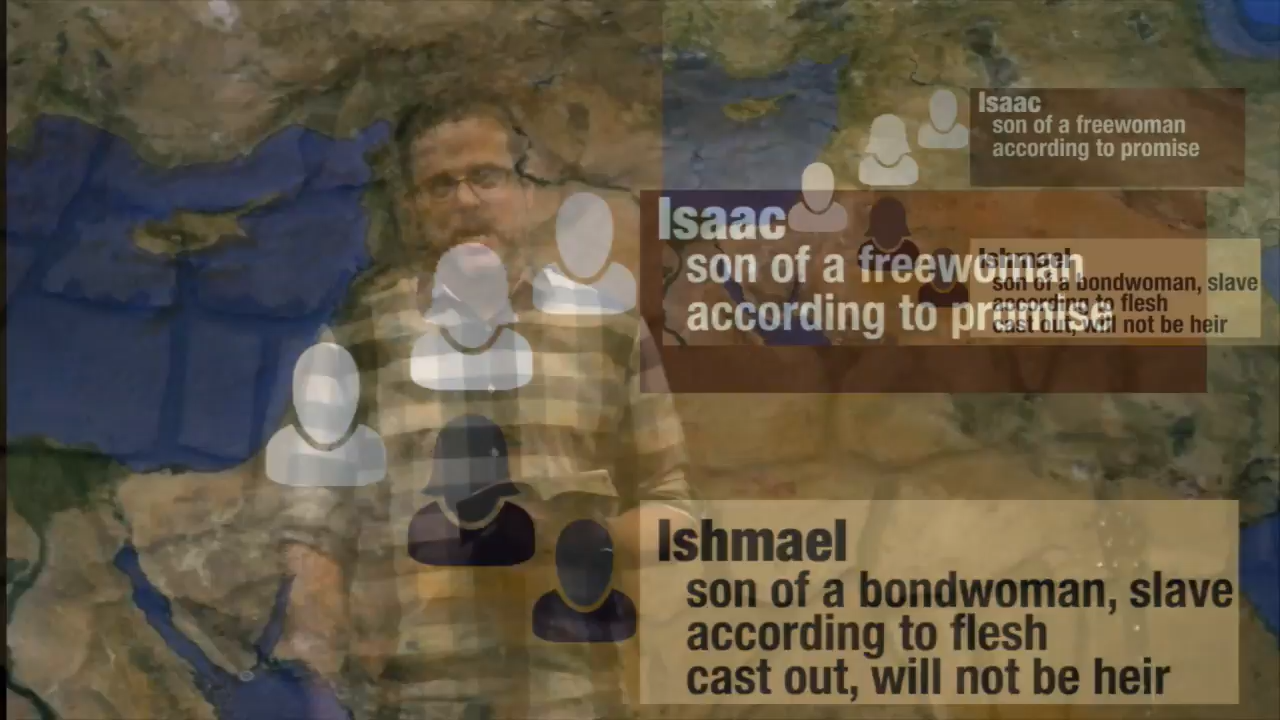 Isaac
son of a freewoman
according to promise
Isaac
son of a freewoman
according to promise
Ishmael
son of a bondwoman, slave
according to flesh
cast out, will not be heir
Ishmael
son of a bondwoman, slave
according to flesh
cast out, will not be heir